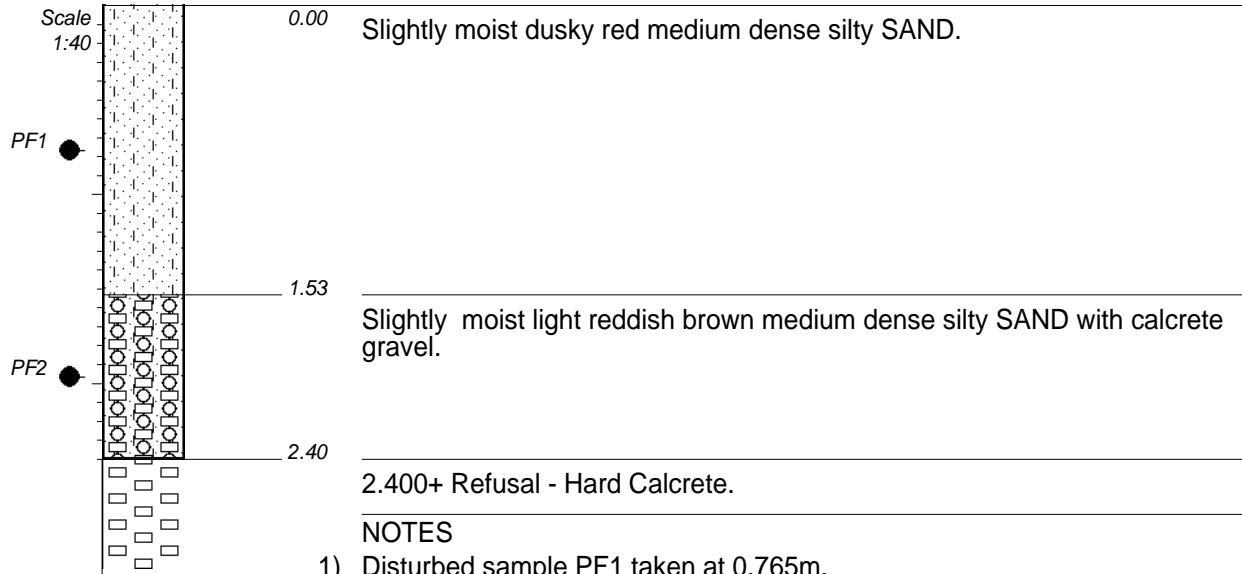 Scale
1:40
0.00
Slightly moist dusky red medium dense silty SAND.
PF1
1.53
Slightly moist light reddish brown medium dense silty SAND with calcrete
gravel.
PF2
2.40
2.400+ Refusal - Hard Calcrete.
NOTES
1) Disturbed sample PF1 taken at 0.765m.